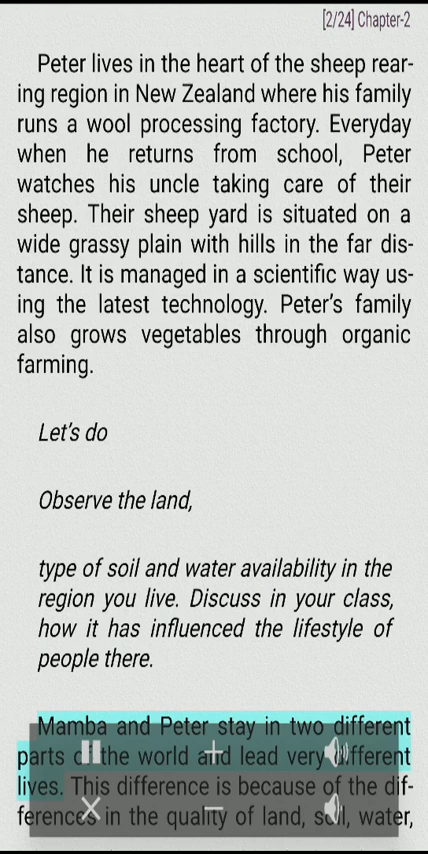 [2/24] Chapter-2
Peter lives in the heart of the sheep rear-
ing region in New Zealand where his family
runs a wool processing factory. Everyday
when he returns from school, Peter
watches his uncle taking care of their
sheep. Their sheep yard is situated on a
wide grassy plain with hills in the far dis-
tance. It is managed in a scientific way us-
ing the latest technology. Peter's family
also grows vegetables through organic
farming.
Let's do
Observe the land,
type of soil and water availability in the
region you live. Discuss in your class,
how it has influenced the lifestyle of
people there.
Mamba and Peter stay in two different
parts of the world and lead very different
lives. This difference is because of the dif-
ferences in the quality of land, soil, water,